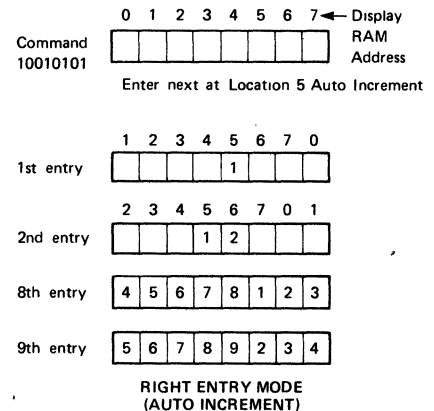 0 1 2 3 4 5 6 7 ← Display
RAM
Address
Command
10010101
Enter next at Location 5 Auto Increment
1 2 3 4 5 6 7 0
1st entry 1
2 3 4 5 6 7 0 1
2nd entry 1 2
8th entry 4 5 6 7 8 1 2 3
9th entry 5 6 7 8 9 2 3 4
RIGHT ENTRY MODE
(AUTO INCREMENT)